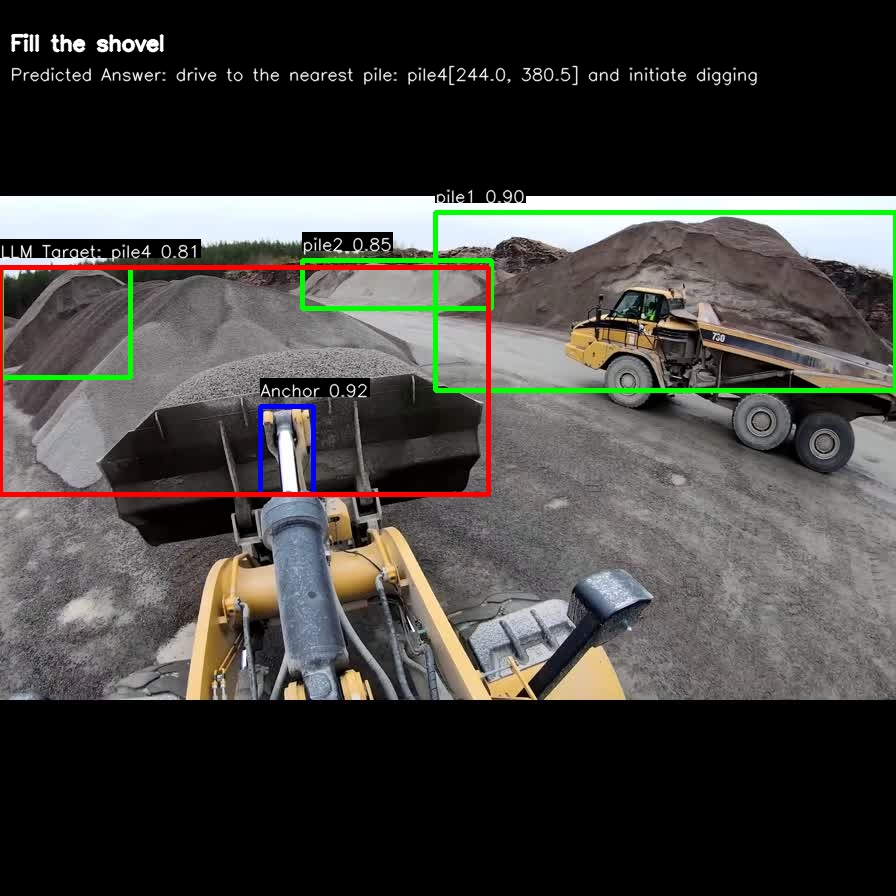 Fill the shovel
Predicted Answer: drive to the nearest pile: pile4[244.0, 380.5] and initiate digging
pile1 0.90
pile2 0.85
LLM Target: pile4 0.81
730
Anchor 0.92